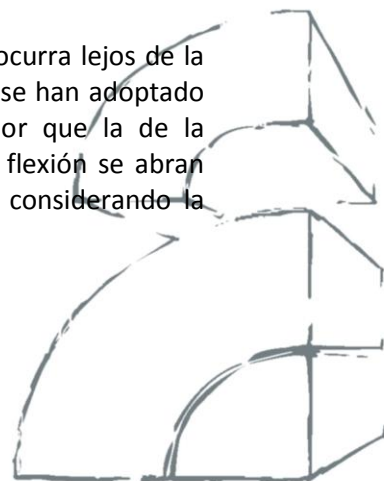 ocurra lejos de la
se han adoptado
or que la de la
flexión se abran
considerando la